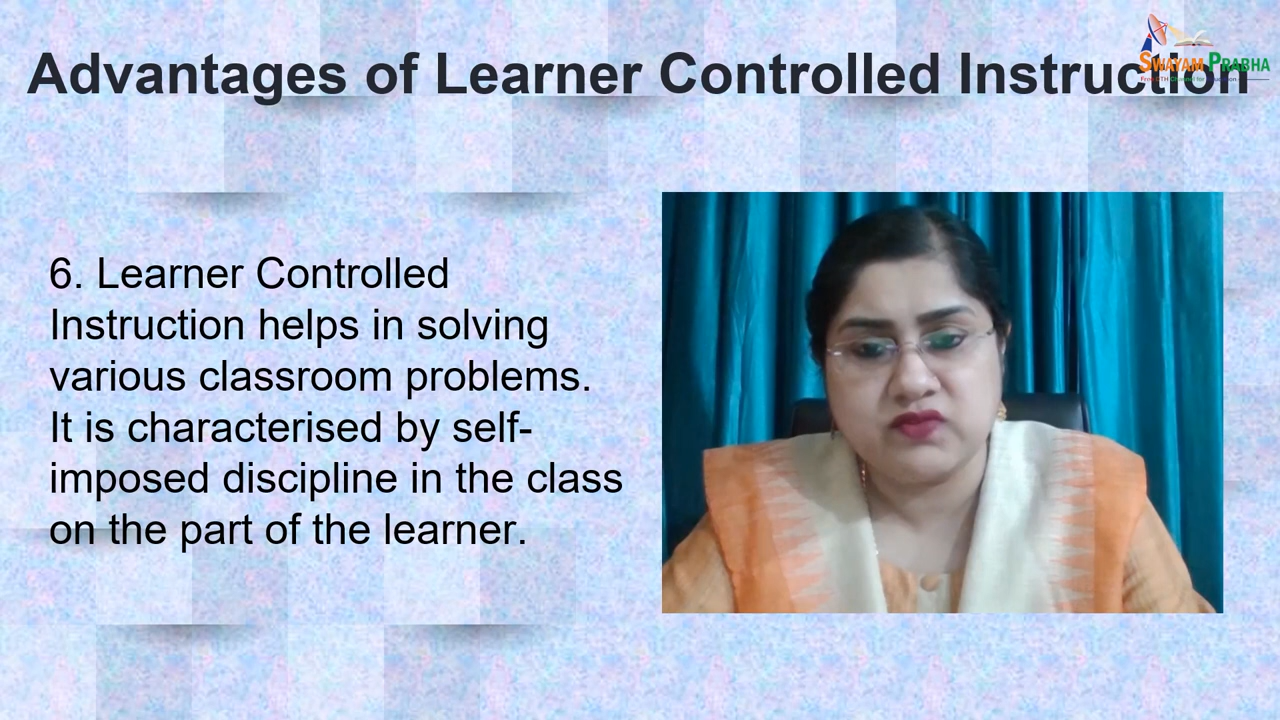 Advantages of Learner Controlled Instruction
SWAYAM PRABHA
6. Learner Controlled
Instruction helps in solving
various classroom problems.
It is characterised by self-
imposed discipline in the class
on the part of the learner.